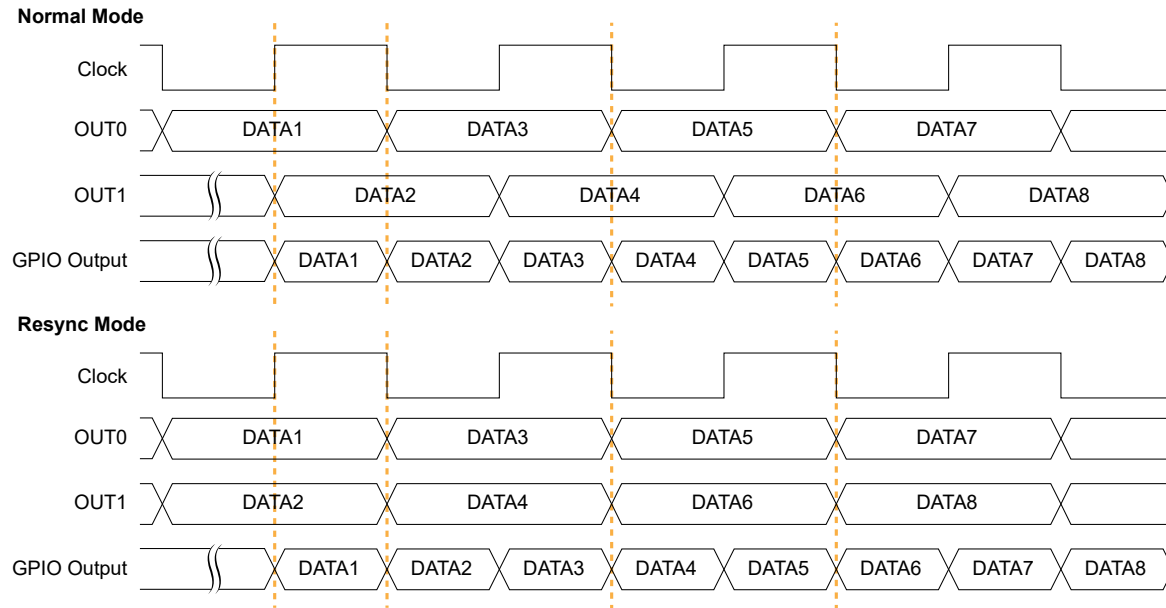 Normal Mode
Clock
OUT0 DATA1 DATA3 DATA5 DATA7
OUT1 DATA2 DATA4 DATA6 DATA8
GPIO Output DATA1 DATA2 DATA3 DATA4 DATA5 DATA6 DATA7 DATA8
Resync Mode
Clock
OUT0 DATA1 DATA3 DATA5 DATA7
OUT1 DATA2 DATA4 DATA6 DATA8
GPIO Output DATA1 DATA2 DATA3 DATA4 DATA5 DATA6 DATA7 DATA8